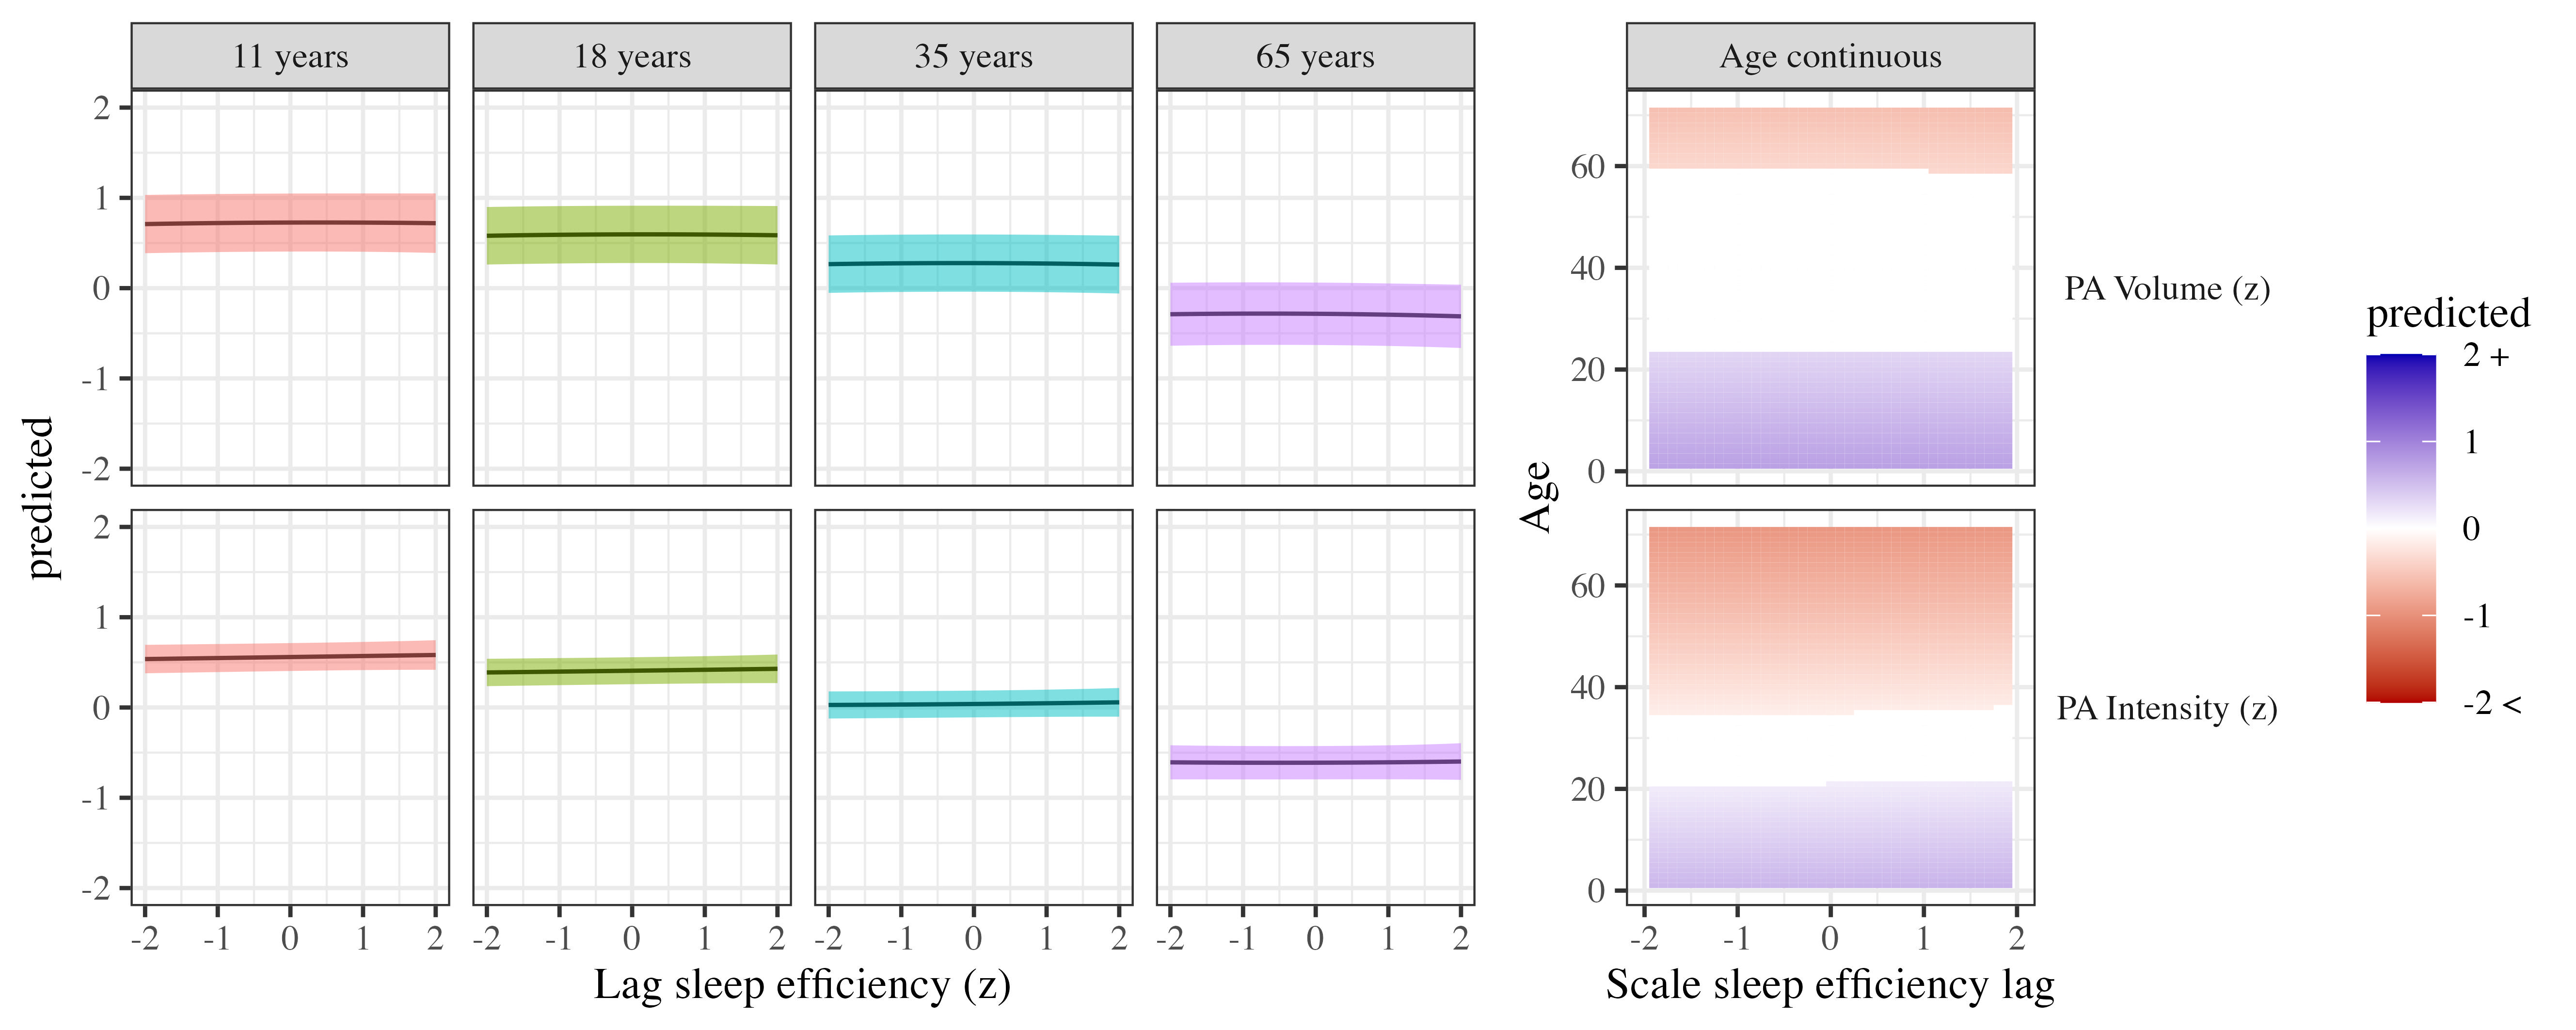 11 years
18 years
35 years
65 years
Age continuous
2
1
0
-1
-2
60
40
20
0
PA Volume (z)
predicted
2 +
1
0
-1
-2 <
predicted
Age
2
1
0
-1
-2
60
40
20
0
PA Intensity (z)
-2 -1 0 1 2
-2 -1 0 1 2
-2 -1 0 1 2
-2 -1 0 1 2
-2 -1 0 1 2
Lag sleep efficiency (z)
Scale sleep efficiency lag